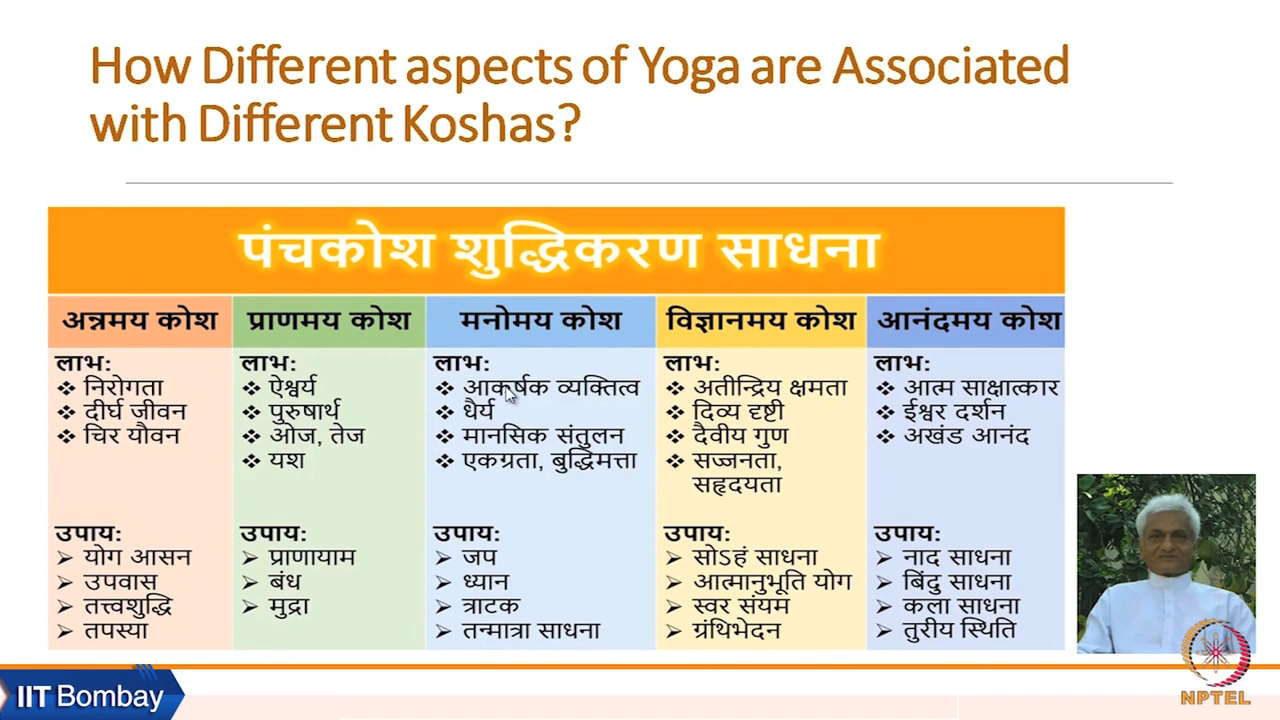 How Different aspects of Yoga are Associated
with Different Koshas?
पंचकोश शुद्धिकरण साधना
अन्नमय कोश
लाभ:
❖ निरोगता
❖ दीर्घ जीवन
❖ चिर यौवन
उपाय:
➢ योग आसन
➢ उपवास
➢ तत्त्वशुद्धि
➢ तपस्या
प्राणमय कोश
लाभ:
❖ ऐश्वर्य
❖ पुरुषार्थ
❖ ओज, तेज
❖ यश
उपाय:
➢ प्राणायाम
➢ बंध
➢ मुद्रा
मनोमय कोश
लाभ:
❖ आकर्षक व्यक्तित्व
❖ धैर्य
❖ मानसिक संतुलन
❖ एकग्रता, बुद्धिमत्ता
उपाय:
➢ जप
➢ ध्यान
➢ त्राटक
➢ तन्मात्रा साधना
विज्ञानमय कोश
लाभ:
❖ अतीन्द्रिय क्षमता
❖ दिव्य दृष्टी
❖ दैवीय गुण
❖ सज्जनता,
सहृदयता
उपाय:
➢ सोऽहं साधना
➢ आत्मानुभूति योग
➢ स्वर संयम
➢ ग्रंथिभेदन
आनंदमय कोश
लाभ:
❖ आत्म साक्षात्कार
❖ ईश्वर दर्शन
❖ अखंड आनंद
उपाय:
➢ नाद साधना
➢ बिंदु साधना
➢ कला साधना
➢ तुरीय स्थिति
IIT Bombay
NPTEL